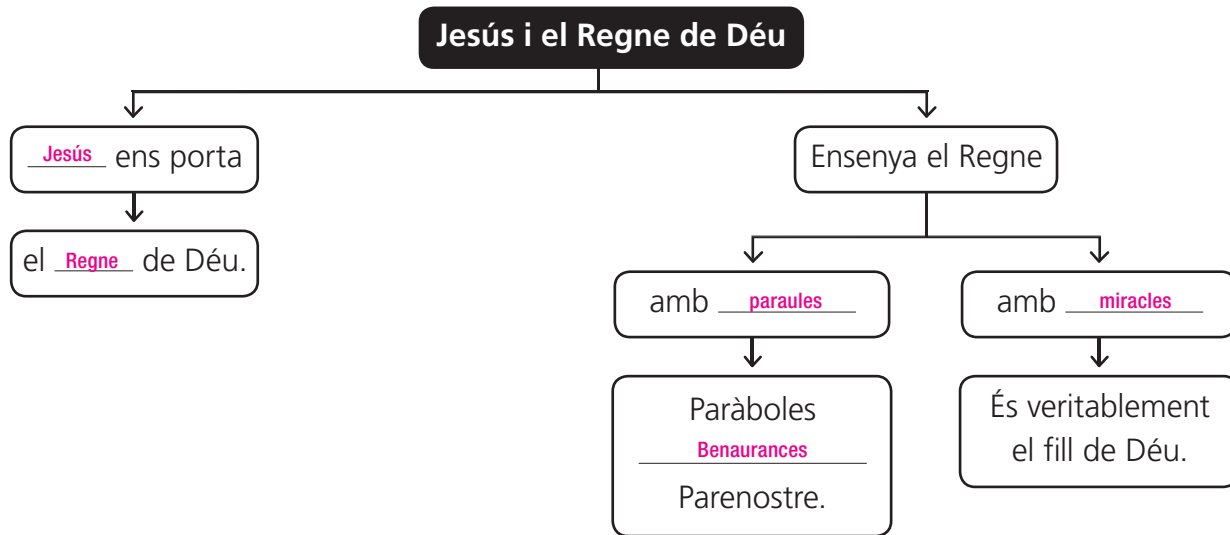 Jesús i el Regne de Déu
Jesús ens porta
el Regne de Déu.
Ensenya el Regne
amb paraules
Paràboles
Benaurances
Parenostre.
amb miracles
És veritablement
el fill de Déu.